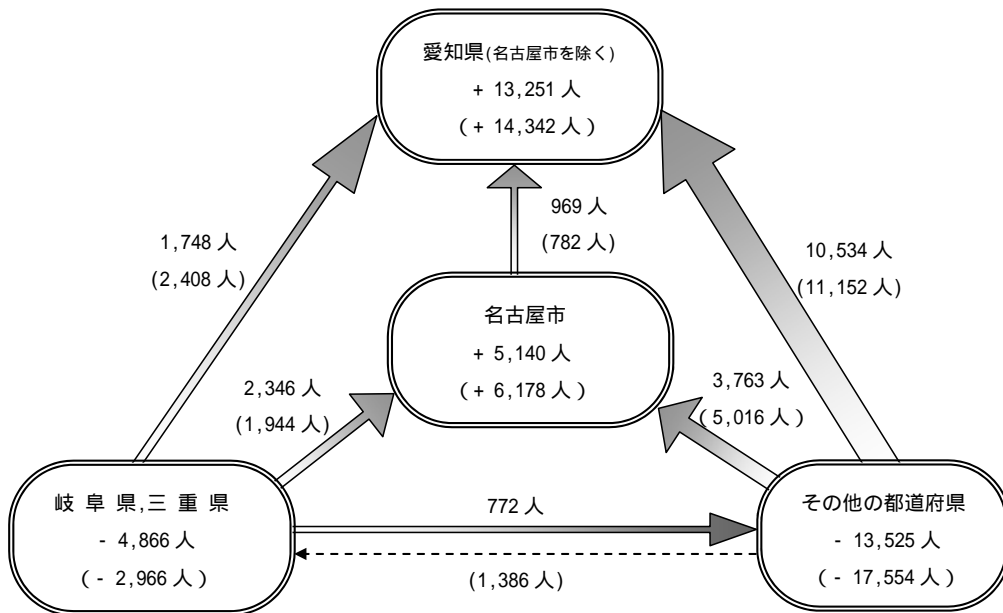 愛知県(名古屋市を除く)
+ 13,251 人
(+ 14,342 人)
1,748 人
(2,408 人)
969 人
(782 人)
10,534 人
(11,152 人)
名古屋市
+ 5,140 人
(+ 6,178 人)
2,346 人
(1,944 人)
3,763 人
(5,016 人)
岐阜県,三重県
- 4,866 人
(- 2,966 人)
772 人
(1,386 人)
その他の都道府県
- 13,525 人
(- 17,554 人)